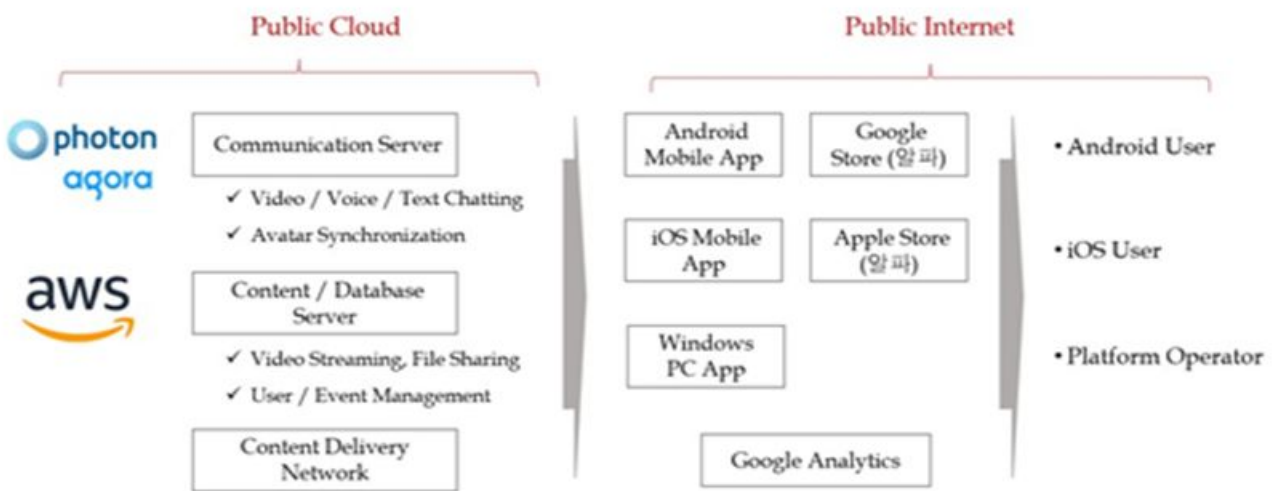 Public Cloud
Public Internet
photon
agora
Communication Server
✓ Video / Voice / Text Chatting
✓ Avatar Synchronization
aws
Content / Database
Server
✓ Video Streaming, File Sharing
✓ User / Event Management
Content Delivery
Network
Android
Mobile App
Google
Store (알파)
iOS Mobile
App
Apple Store
(알파)
Windows
PC App
Google Analytics
• Android User
• iOS User
• Platform Operator